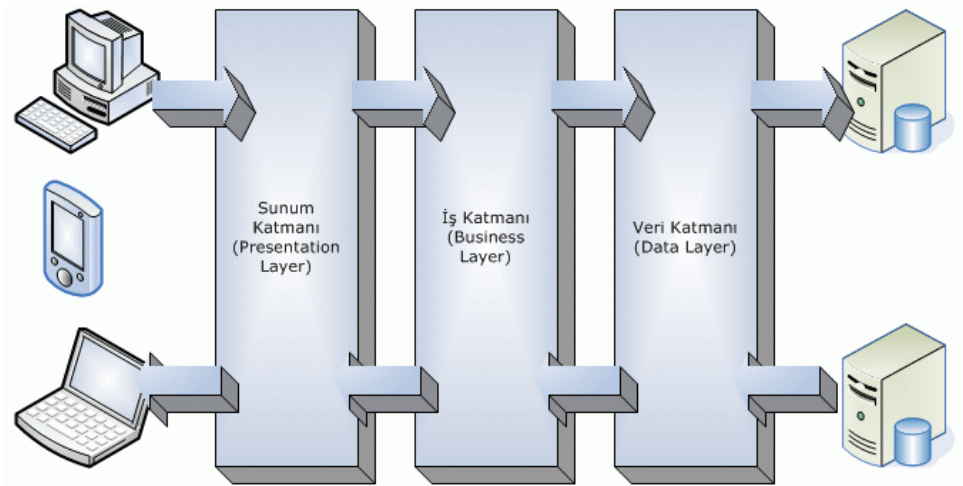 Sunum
Katmanı
(Presentation
Layer)
İş Katmanı
(Business
Layer)
Veri Katmanı
(Data Layer)